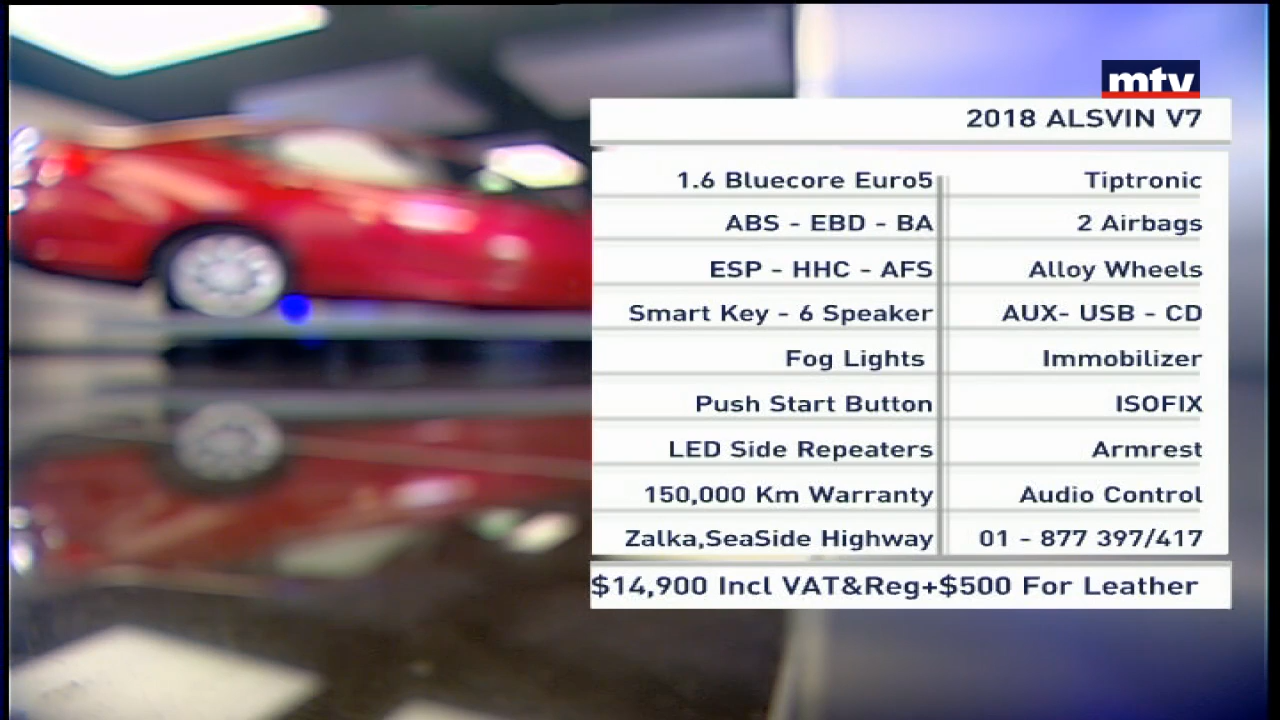 mtv
2018 ALSVIN V7
1.6 Bluecore Euro5 Tiptronic
ABS - EBD - BA 2 Airbags
ESP - HHC - AFS Alloy Wheels
Smart Key - 6 Speaker AUX- USB - CD
Fog Lights Immobilizer
Push Start Button ISOFIX
LED Side Repeaters Armrest
150,000 Km Warranty Audio Control
Zalka,SeaSide Highway 01 - 877 397/417
$14,900 Incl VAT&Reg+$500 For Leather